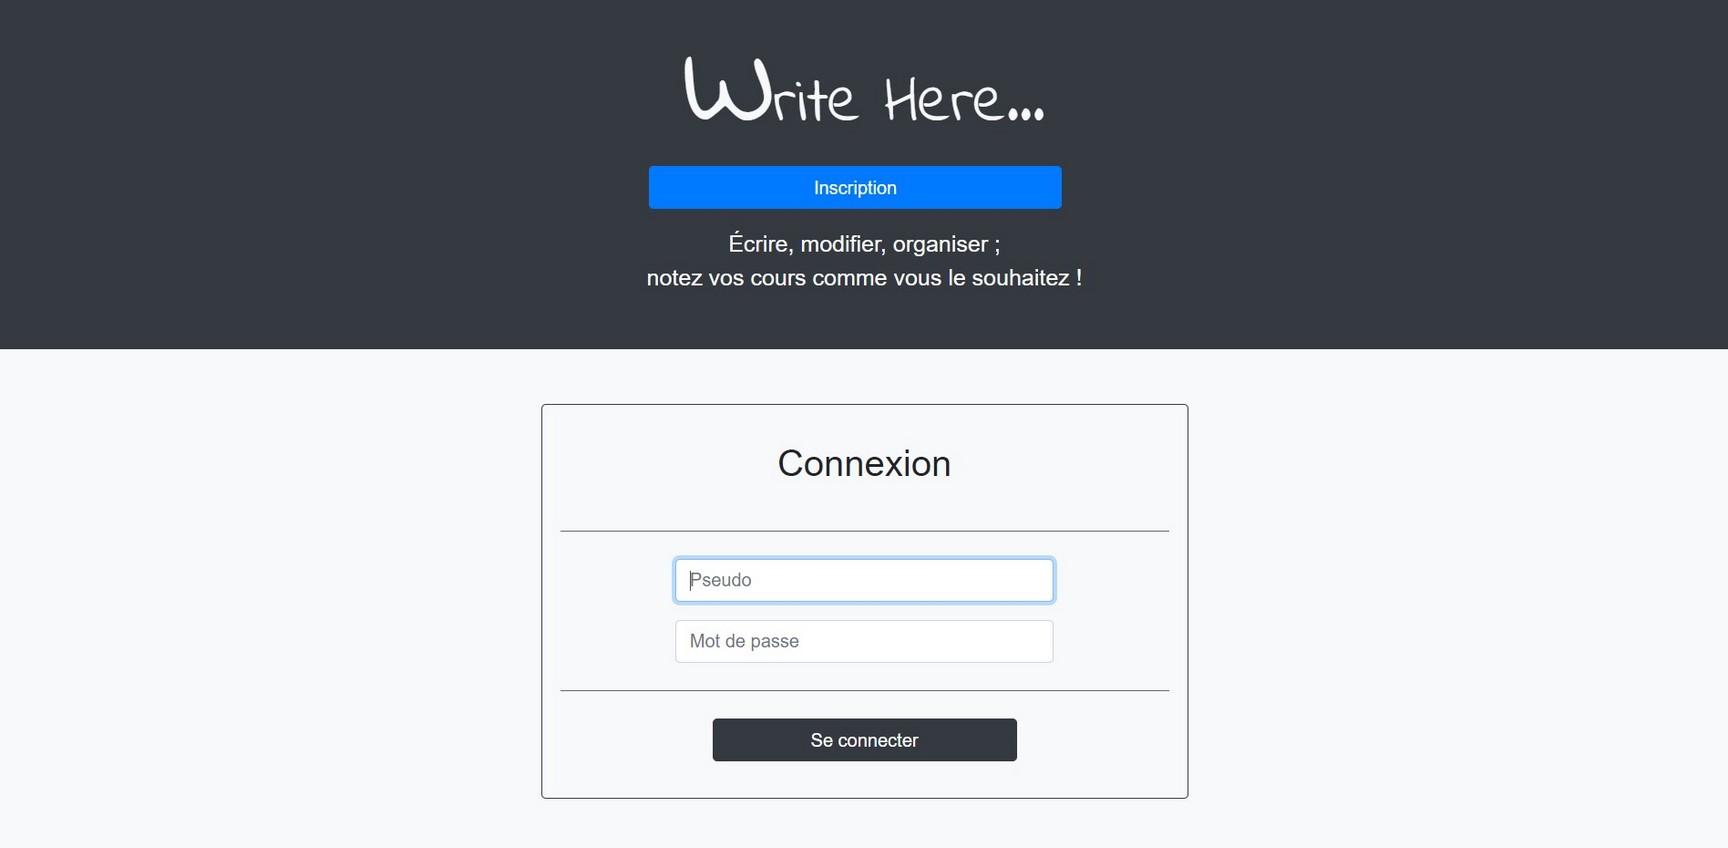 Write Here...
Inscription
Écrire, modifier, organiser ;
notez vos cours comme vous le souhaitez !
Connexion
Pseudo
Mot de passe
Se connecter